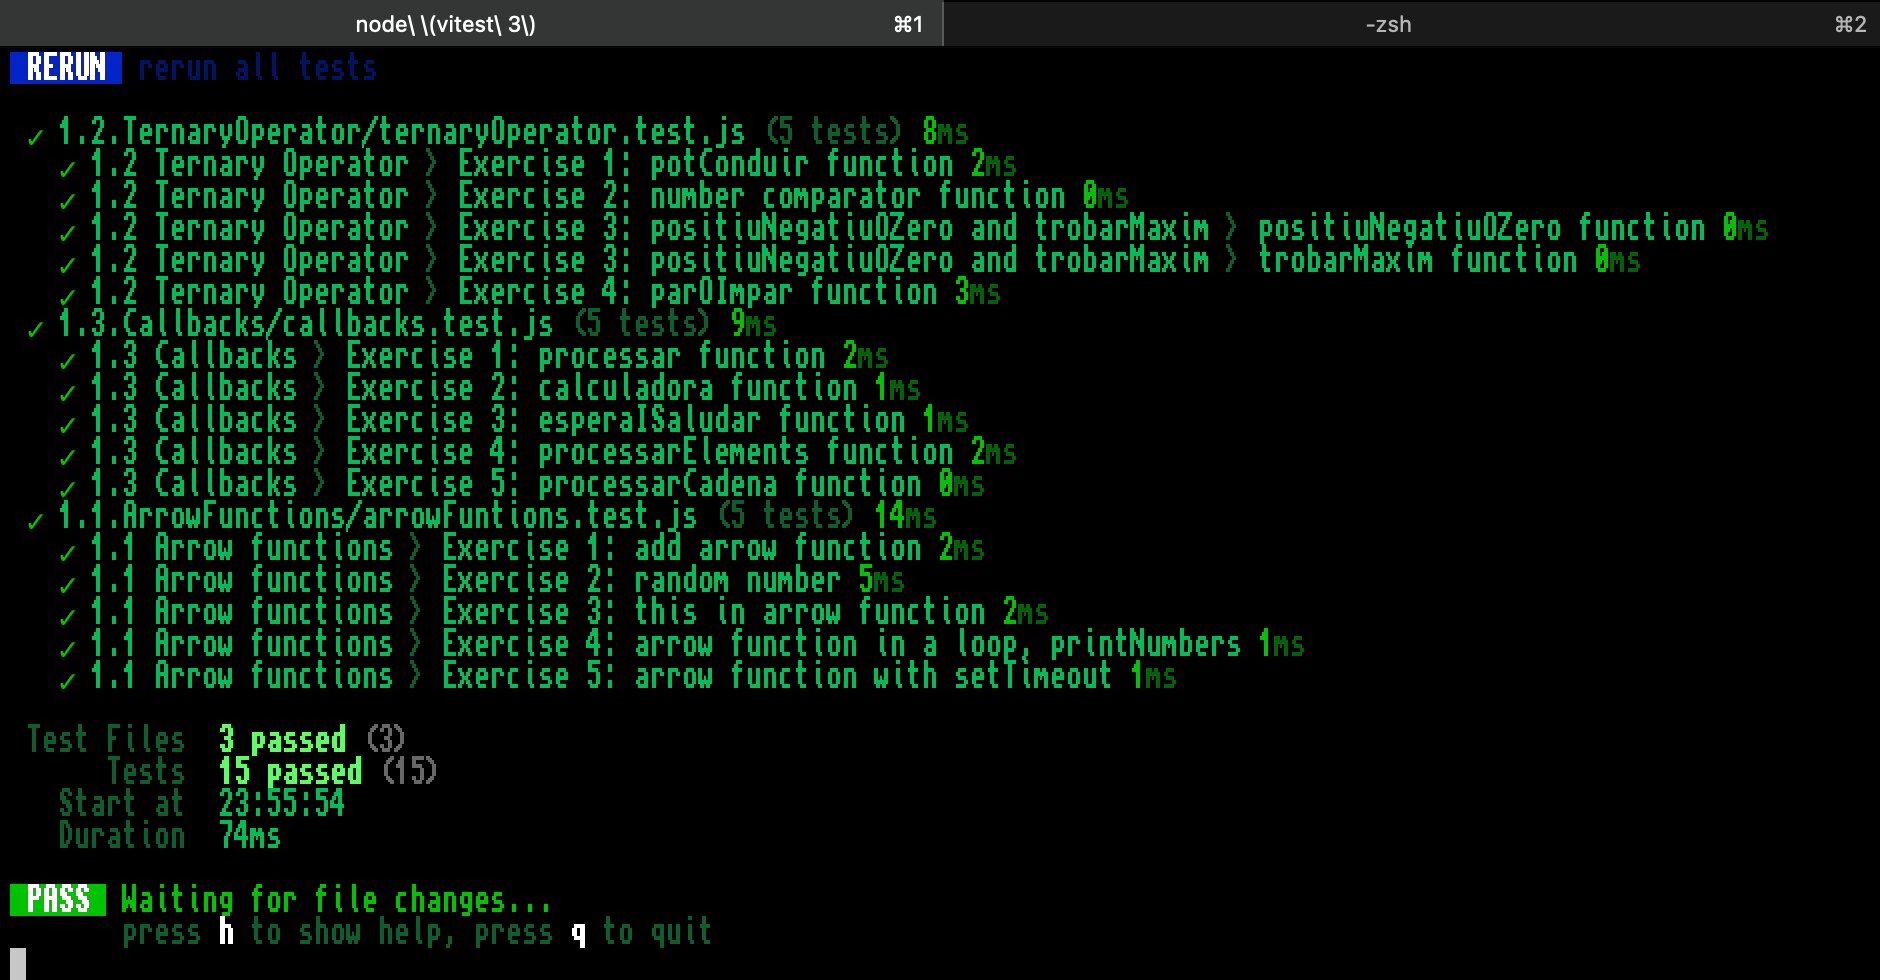 node\ \(vitest\ 3\) ⌘1 -zsh ⌘2
RERUN rerun all tests
✓ 1.2.TernaryOperator/ternaryOperator.test.js (5 tests) 8ms
✓ 1.2 Ternary Operator > Exercise 1: potConduir function 2ms
✓ 1.2 Ternary Operator > Exercise 2: number comparator function 0ms
✓ 1.2 Ternary Operator > Exercise 3: positiuNegatiuOZero and trobarMaxim > positiuNegatiuOZero function 0ms
✓ 1.2 Ternary Operator > Exercise 3: positiuNegatiuOZero and trobarMaxim > trobarMaxim function 0ms
✓ 1.2 Ternary Operator > Exercise 4: parOImpar function 3ms
✓ 1.3.Callbacks/callbacks.test.js (5 tests) 9ms
✓ 1.3 Callbacks > Exercise 1: processar function 2ms
✓ 1.3 Callbacks > Exercise 2: calculadora function 1ms
✓ 1.3 Callbacks > Exercise 3: esperaISaludar function 1ms
✓ 1.3 Callbacks > Exercise 4: processarElements function 2ms
✓ 1.3 Callbacks > Exercise 5: processarCadena function 0ms
✓ 1.1.ArrowFunctions/arrowFuntions.test.js (5 tests) 14ms
✓ 1.1 Arrow functions > Exercise 1: add arrow function 2ms
✓ 1.1 Arrow functions > Exercise 2: random number 5ms
✓ 1.1 Arrow functions > Exercise 3: this in arrow function 2ms
✓ 1.1 Arrow functions > Exercise 4: arrow function in a loop, printNumbers 1ms
✓ 1.1 Arrow functions > Exercise 5: arrow function with setTimeout 1ms
Test Files 3 passed (3)
Tests 15 passed (15)
Start at 23:55:54
Duration 74ms
PASS Waiting for file changes...
press h to show help, press q to quit